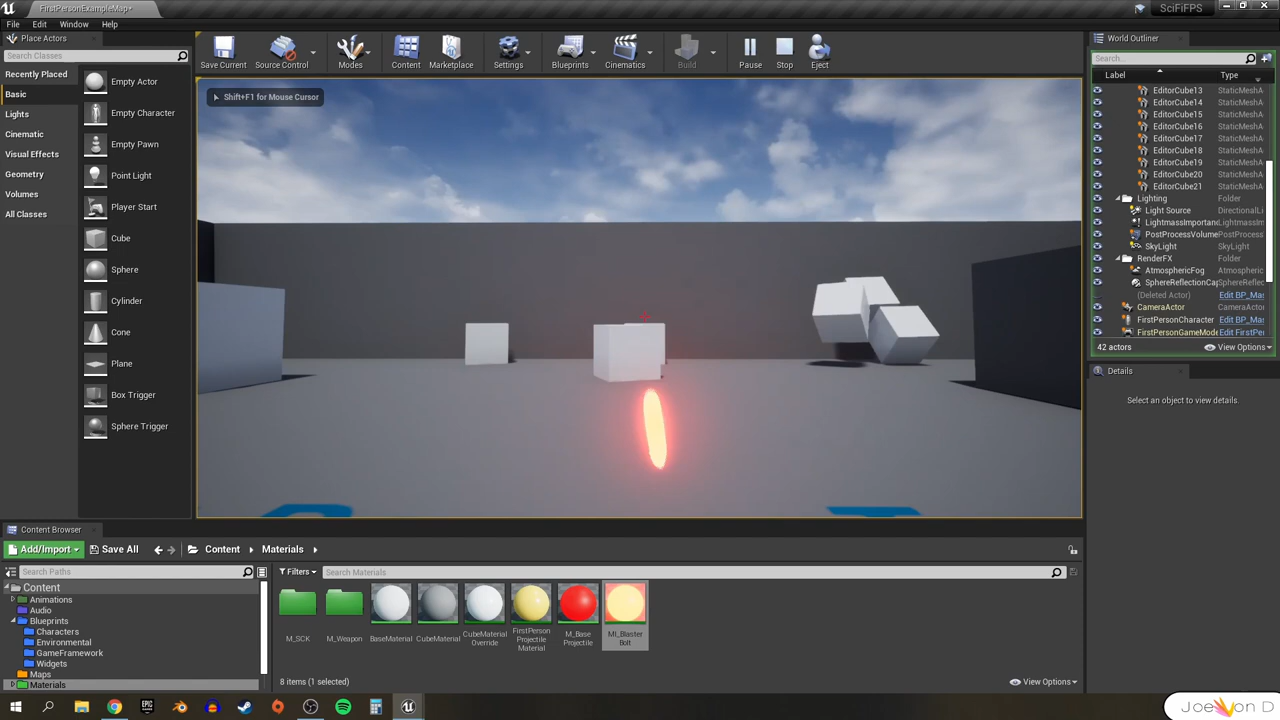 FirstPersonExampleMap*
SciFiFPS
File Edit Window Help
Place Actors
Search Classes
Recently Placed
Basic
Lights
Cinematic
Visual Effects
Geometry
Volumes
All Classes
Empty Actor
Empty Character
Empty Pawn
Point Light
Player Start
Cube
Sphere
Cylinder
Cone
Plane
Box Trigger
Sphere Trigger
Save Current
Source Control
Modes
Content
Marketplace
Settings
Blueprints
Cinematics
Build
Pause
Stop
Eject
Shift+F1 for Mouse Cursor
World Outliner
Search...
Label Type
EditorCube13 StaticMeshA
EditorCube14 StaticMeshA
EditorCube15 StaticMeshA
EditorCube16 StaticMeshA
EditorCube17 StaticMeshA
EditorCube18 StaticMeshA
EditorCube19 StaticMeshA
EditorCube20 StaticMeshA
EditorCube21 StaticMeshA
Lighting Folder
Light Source DirectionalLi
LightmassImportan LightmassIm
PostProcessVolume PostProcess
SkyLight SkyLight
RenderFX Folder
AtmosphericFog Atmospheric
SphereReflectionCap SphereReflec
(Deleted Actor) Edit BP_Mas
CameraActor CameraActor
FirstPersonCharacter Edit BP_Mas
FirstPersonGameMode Edit FirstPer
42 actors View Options
Details
Select an object to view details.
Content Browser
Add/Import Save All Content Materials
Search Paths
Filters Search Materials
Content
Animations
Audio
Blueprints
Characters
Environmental
GameFramework
Widgets
Maps
Materials
M_SCK
M_Weapon
BaseMaterial
CubeMaterial
CubeMaterial
Override
FirstPerson
Projectile
Material
M_Base
Projectile
MI_Blaster
Bolt
8 items (1 selected) View Options
EPIC
Joe von D